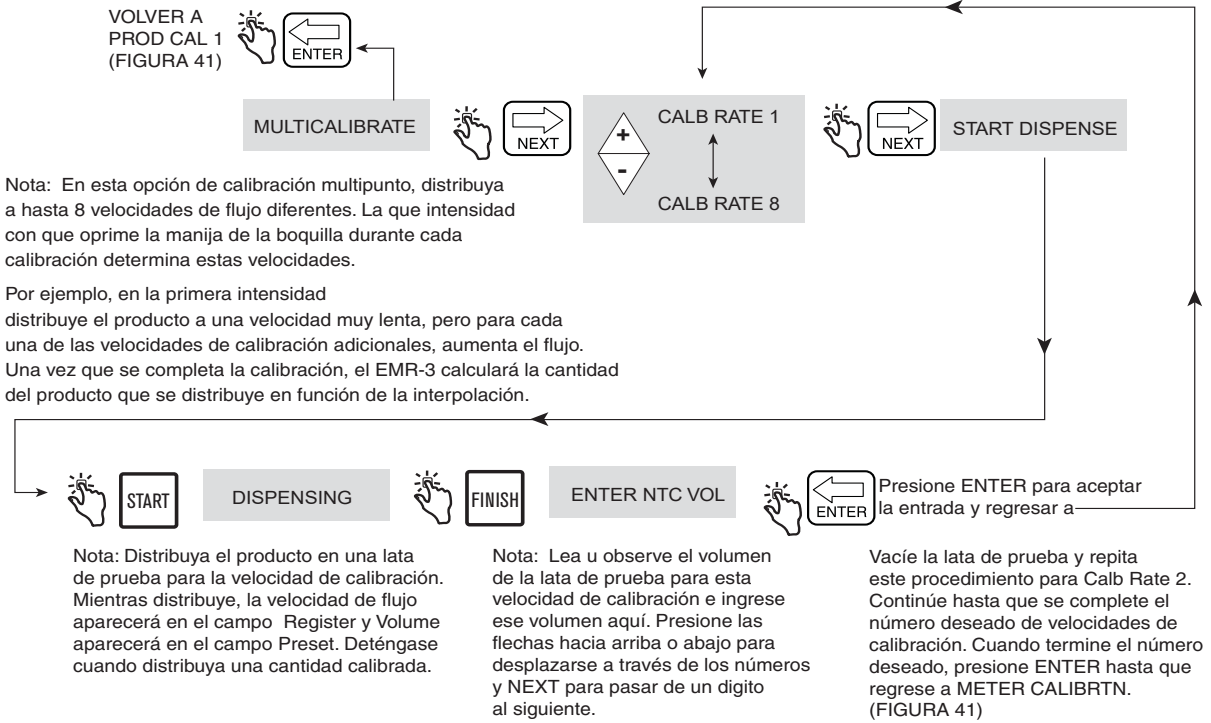 VOLVER A
PROD CAL 1
(FIGURA 41)
ENTER
MULTICALIBRATE
NEXT
+
-
CALB RATE 1
CALB RATE 8
NEXT
START DISPENSE
Nota: En esta opción de calibración multipunto, distribuya
a hasta 8 velocidades de flujo diferentes. La que intensidad
con que oprime la manija de la boquilla durante cada
calibración determina estas velocidades.
Por ejemplo, en la primera intensidad
distribuye el producto a una velocidad muy lenta, pero para cada
una de las velocidades de calibración adicionales, aumenta el flujo.
Una vez que se completa la calibración, el EMR-3 calculará la cantidad
del producto que se distribuye en función de la interpolación.
START
DISPENSING
FINISH
ENTER NTC VOL
ENTER
Presione ENTER para aceptar
la entrada y regresar a
Nota: Distribuya el producto en una lata
de prueba para la velocidad de calibración.
Mientras distribuye, la velocidad de flujo
aparecerá en el campo Register y Volume
aparecerá en el campo Preset. Deténgase
cuando distribuya una cantidad calibrada.
Nota: Lea u observe el volumen
de la lata de prueba para esta
velocidad de calibración e ingrese
ese volumen aquí. Presione las
flechas hacia arriba o abajo para
desplazarse a través de los números
y NEXT para pasar de un digito
al siguiente.
Vacíe la lata de prueba y repita
este procedimiento para Calb Rate 2.
Continúe hasta que se complete el
número deseado de velocidades de
calibración. Cuando termine el número
deseado, presione ENTER hasta que
regrese a METER CALIBRTN.
(FIGURA 41)